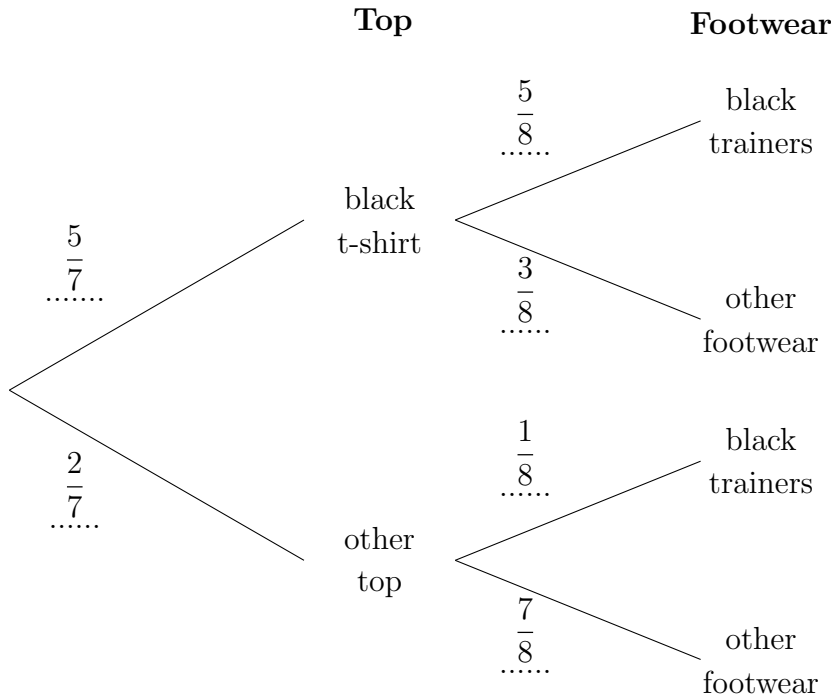 Top Footwear
5/8
black
trainers
black
t-shirt
5/7
.......
......
3/8
......
other
footwear
2/7
......
1/8
......
black
trainers
other
top
7/8
......
other
footwear